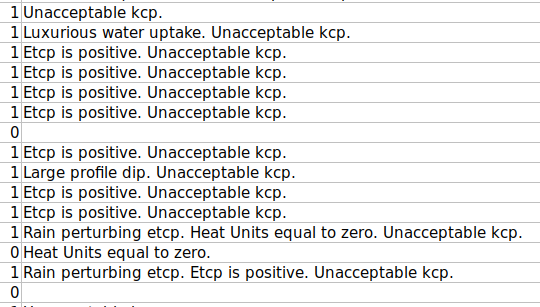 1 Unacceptable kcp.
1 Luxurious water uptake. Unacceptable kcp.
1 Etcp is positive. Unacceptable kcp.
1 Etcp is positive. Unacceptable kcp.
1 Etcp is positive. Unacceptable kcp.
1 Etcp is positive. Unacceptable kcp.
0
1 Etcp is positive. Unacceptable kcp.
1 Large profile dip. Unacceptable kcp.
1 Etcp is positive. Unacceptable kcp.
1 Etcp is positive. Unacceptable kcp.
1 Rain perturbing etcp. Heat Units equal to zero. Unacceptable kcp.
0 Heat Units equal to zero.
1 Rain perturbing etcp. Etcp is positive. Unacceptable kcp.
0